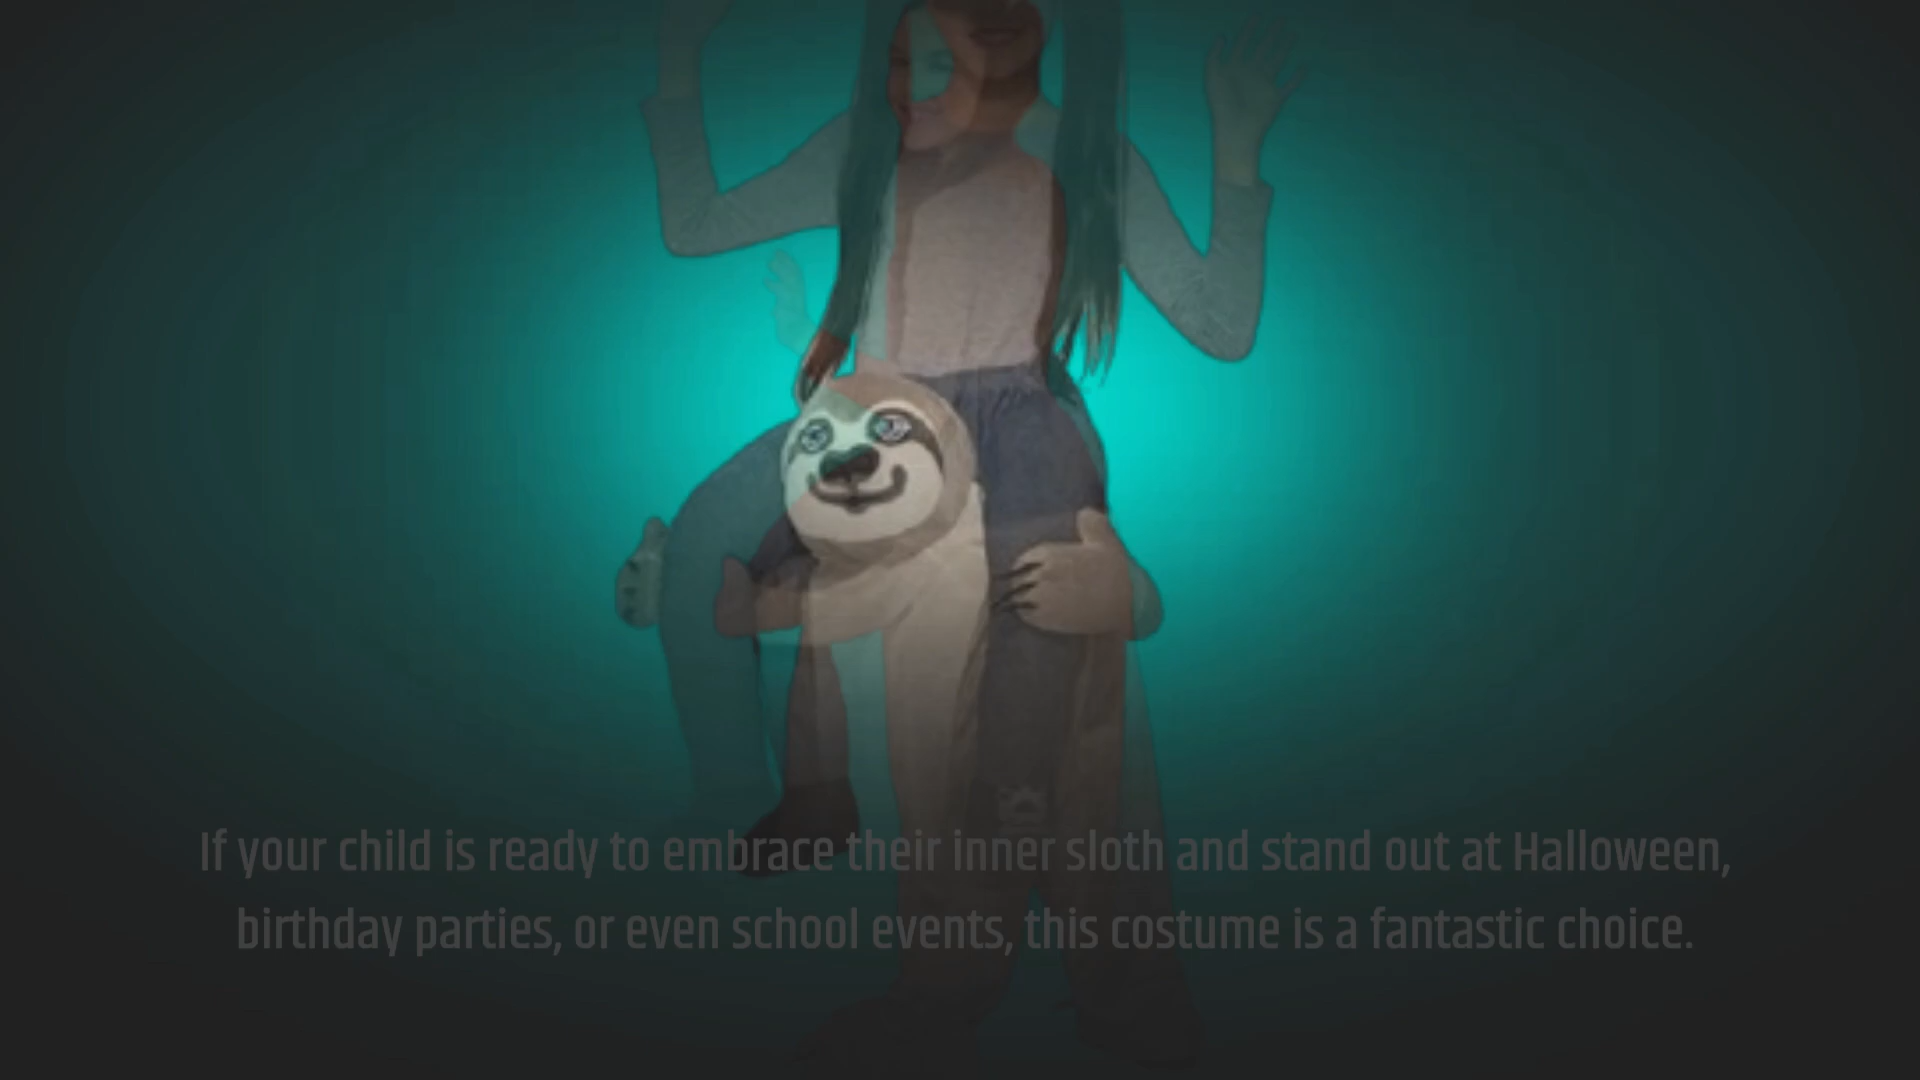 If your child is ready to embrace their inner sloth and stand out at Halloween,
birthday parties, or even school events, this costume is a fantastic choice.